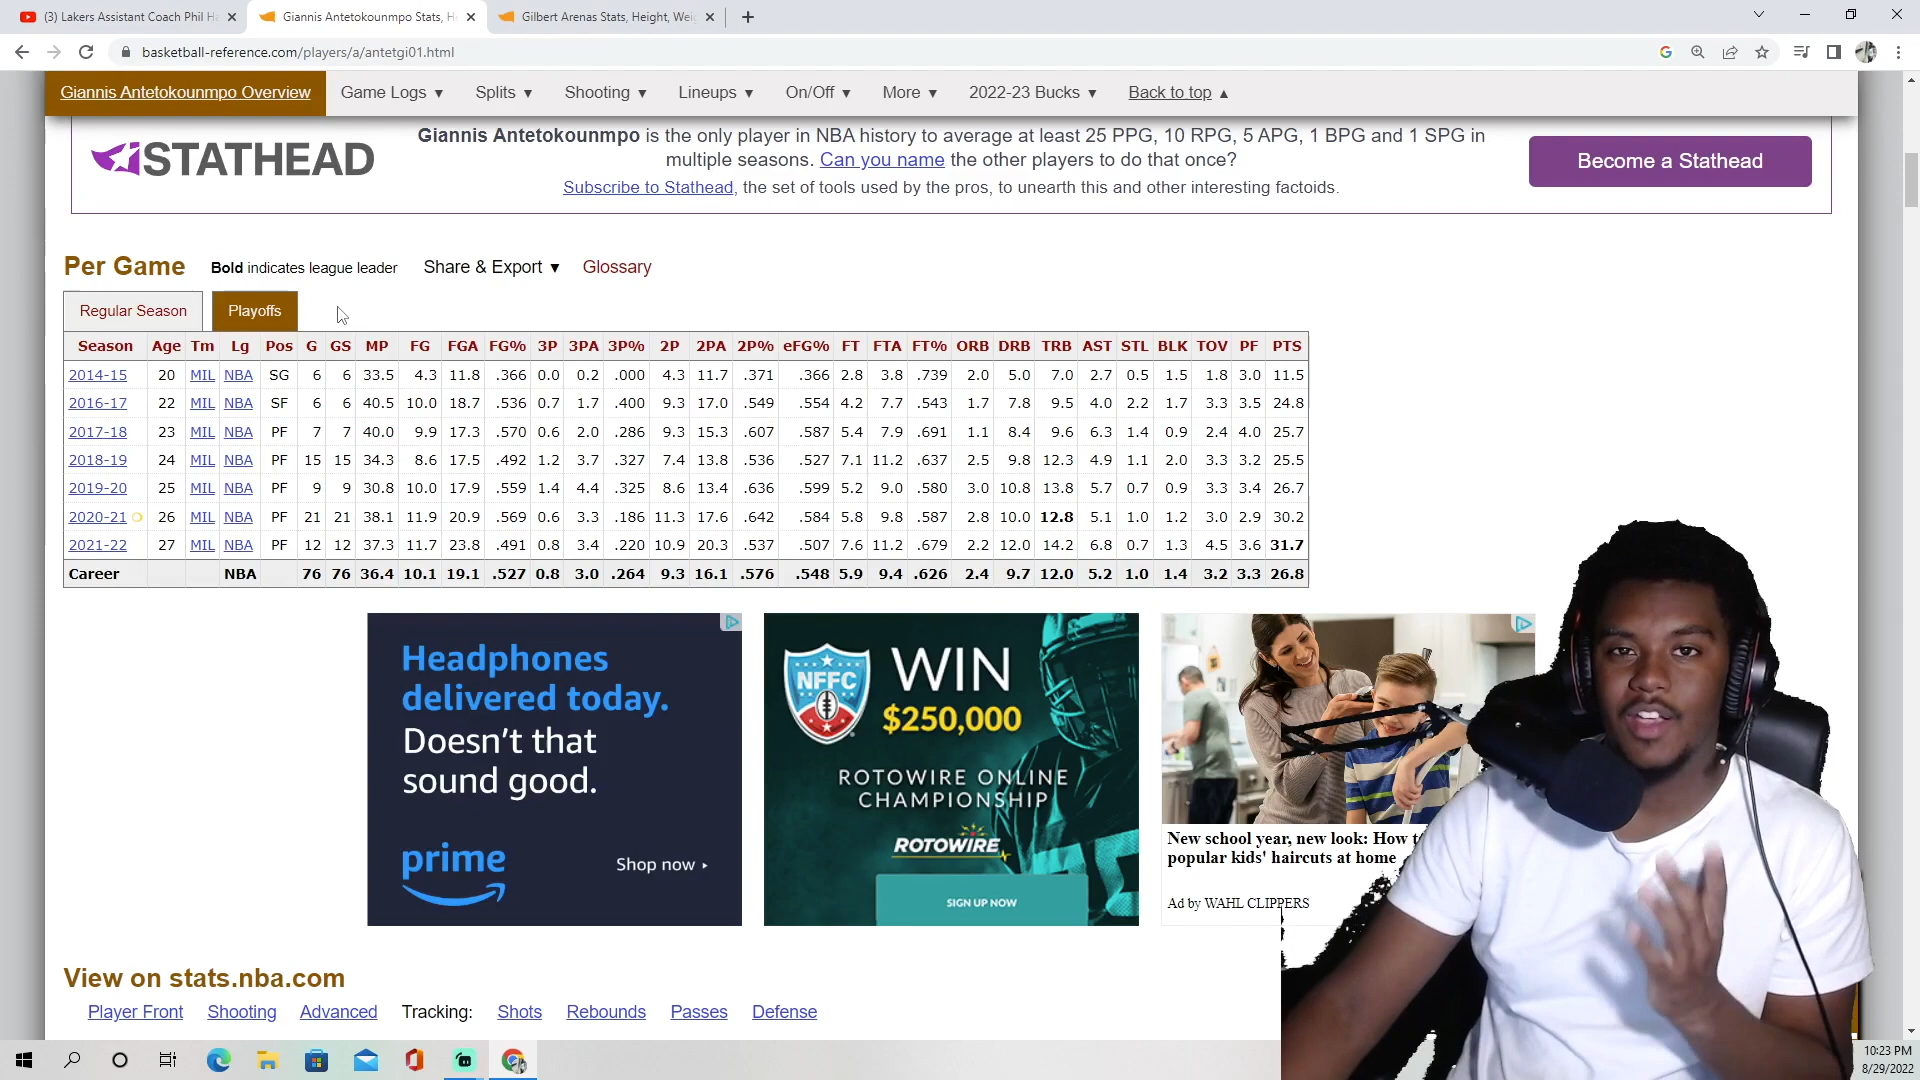 (3) Lakers Assistant Coach Phil Ha
Giannis Antetokounmpo Stats, H
Gilbert Arenas Stats, Height, Wei
basketball-reference.com/players/a/antetgi01.html
Giannis Antetokounmpo Overview Game Logs ▼ Splits ▼ Shooting ▼ Lineups ▼ On/Off ▼ More ▼ 2022-23 Bucks ▼ Back to top ▲
STATHEAD
Giannis Antetokounmpo is the only player in NBA history to average at least 25 PPG, 10 RPG, 5 APG, 1 BPG and 1 SPG in
multiple seasons. Can you name the other players to do that once?
Subscribe to Stathead, the set of tools used by the pros, to unearth this and other interesting factoids.
Become a Stathead
Per Game Bold indicates league leader Share & Export ▼ Glossary
Regular Season Playoffs
Season Age Tm Lg Pos G GS MP FG FGA FG% 3P 3PA 3P% 2P 2PA 2P% eFG% FT FTA FT% ORB DRB TRB AST STL BLK TOV PF PTS
2014-15 20 MIL NBA SG 6 6 33.5 4.3 11.8 .366 0.0 0.2 .000 4.3 11.7 .371 .366 2.8 3.8 .739 2.0 5.0 7.0 2.7 0.5 1.5 1.8 3.0 11.5
2016-17 22 MIL NBA SF 6 6 40.5 10.0 18.7 .536 0.7 1.7 .400 9.3 17.0 .549 .554 4.2 7.7 .543 1.7 7.8 9.5 4.0 2.2 1.7 3.3 3.5 24.8
2017-18 23 MIL NBA PF 7 7 40.0 9.9 17.3 .570 0.6 2.0 .286 9.3 15.3 .607 .587 5.4 7.9 .691 1.1 8.4 9.6 6.3 1.4 0.9 2.4 4.0 25.7
2018-19 24 MIL NBA PF 15 15 34.3 8.6 17.5 .492 1.2 3.7 .327 7.4 13.8 .536 .527 7.1 11.2 .637 2.5 9.8 12.3 4.9 1.1 2.0 3.3 3.2 25.5
2019-20 25 MIL NBA PF 9 9 30.8 10.0 17.9 .559 1.4 4.4 .325 8.6 13.4 .636 .599 5.2 9.0 .580 3.0 10.8 13.8 5.7 0.7 0.9 3.3 3.4 26.7
2020-21 26 MIL NBA PF 21 21 38.1 11.9 20.9 .569 0.6 3.3 .186 11.3 17.6 .642 .584 5.8 9.8 .587 2.8 10.0 12.8 5.1 1.0 1.2 3.0 2.9 30.2
2021-22 27 MIL NBA PF 12 12 37.3 11.7 23.8 .491 0.8 3.4 .220 10.9 20.3 .537 .507 7.6 11.2 .679 2.2 12.0 14.2 6.8 0.7 1.3 4.5 3.6 31.7
Career NBA 76 76 36.4 10.1 19.1 .527 0.8 3.0 .264 9.3 16.1 .576 .548 5.9 9.4 .626 2.4 9.7 12.0 5.2 1.0 1.4 3.2 3.3 26.8
Headphones
delivered today.
Doesn't that
sound good.
prime
Shop now
NFFC
WIN
$250,000
ROTOWIRE ONLINE
CHAMPIONSHIP
ROTOWIRE
SIGN UP NOW
New school year, new look: How
popular kids' haircuts at home
Ad by WAHL CLIPPERS
View on stats.nba.com
Player Front Shooting Advanced Tracking: Shots Rebounds Passes Defense
10:23 PM
8/29/2022